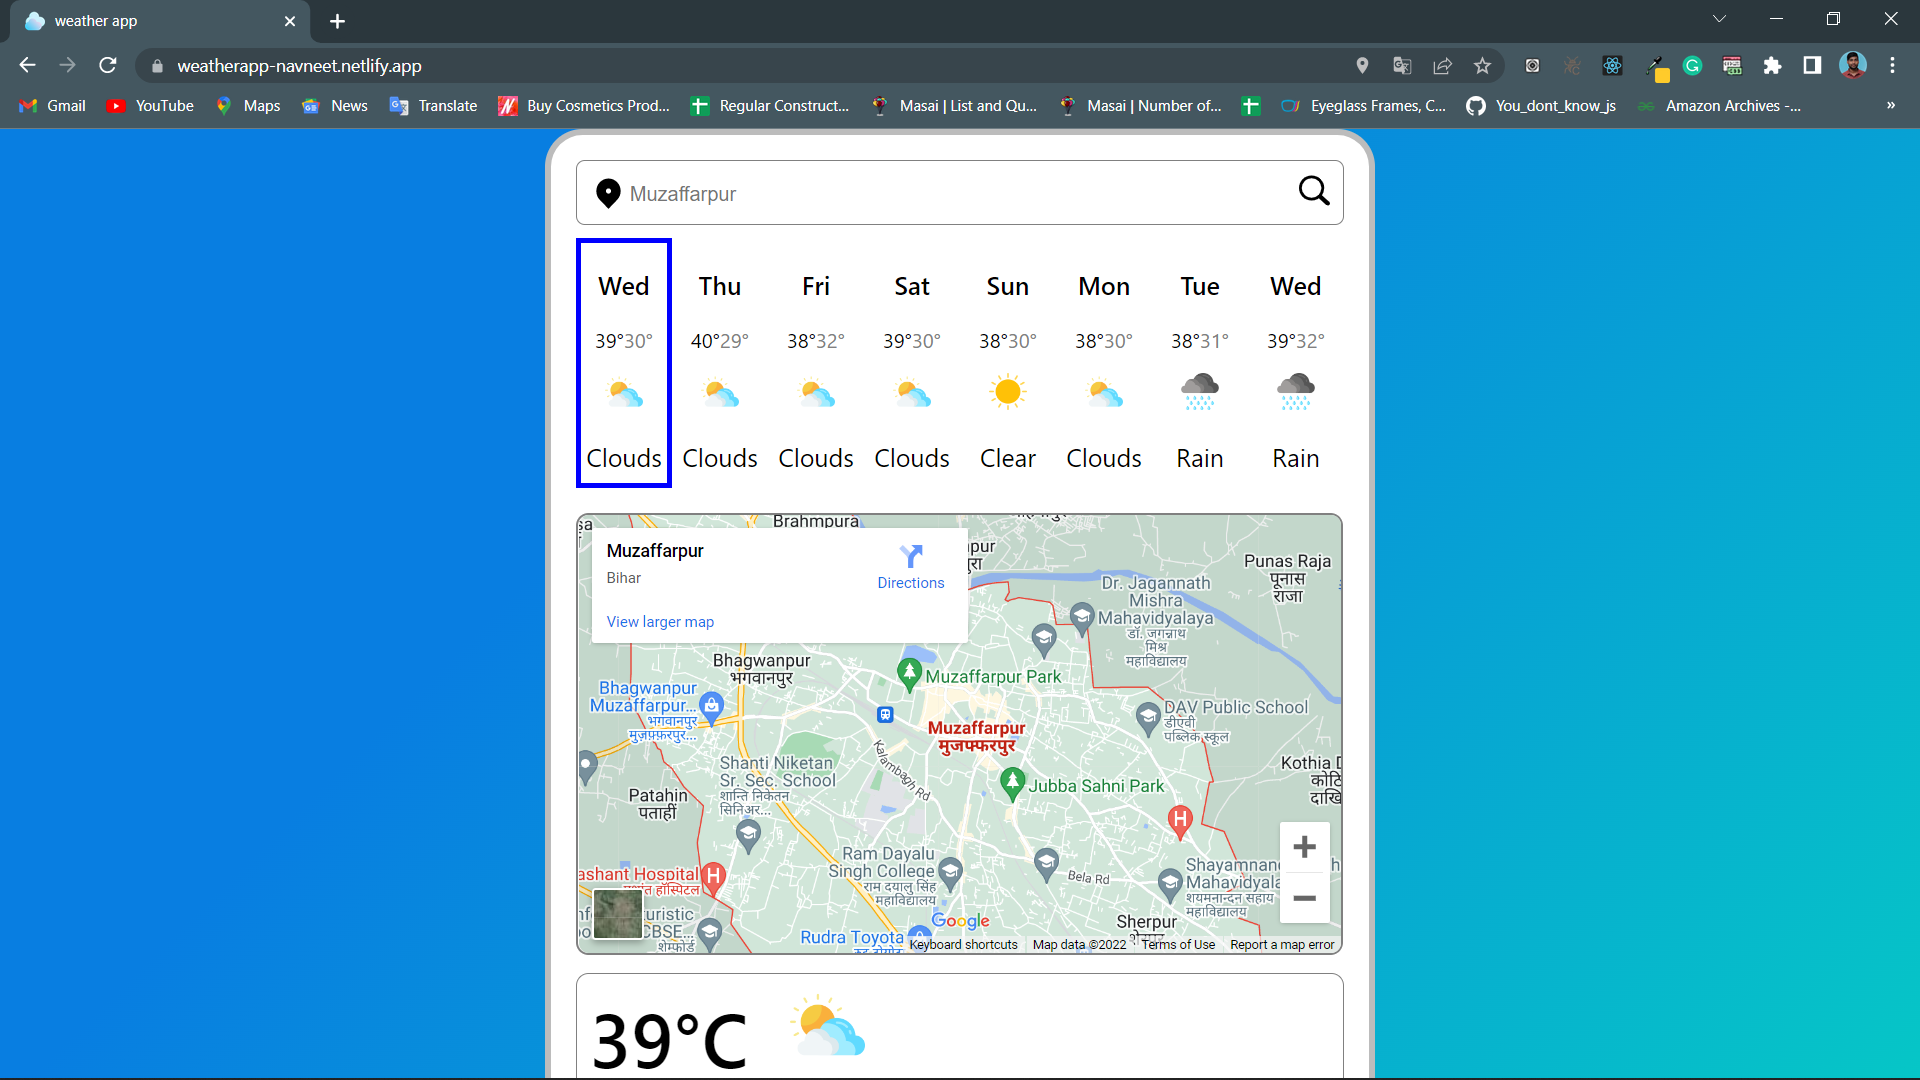 weather app
weatherapp-navneet.netlify.app
Gmail YouTube Maps News Translate Buy Cosmetics Prod... Regular Construct... Masai | List and Qu... Masai | Number of... Eyeglass Frames, C... You_dont_know_js Amazon Archives -... »
Muzaffarpur
Wed Thu Fri Sat Sun Mon Tue Wed
39°30° 40°29° 38°32° 39°30° 38°30° 38°30° 38°31° 39°32°
Clouds Clouds Clouds Clouds Clear Clouds Rain Rain
Brahmpura
Muzaffarpur
Bihar
Directions
View larger map
Punas Raja
पूनास
राजा
Dr. Jagannath
Mishra
Mahavidyalaya
डॉ. जगन्नाथ
मिश्र
महाविद्यालय
Bhagwanpur
भगवानपुर
Muzaffarpur Park
Bhagwanpur
Muzaffarpur...
भगवानपुर
मुज़फ़्फ़रपुर...
DAV Public School
डीएवी
पब्लिक स्कूल
Muzaffarpur
मुजफ्फरपुर
Kalambagh Rd
Shanti Niketan
Sr. Sec. School
शान्ति निकेतन
सिनिअर...
Kothia
कोठि
दाखि
Jubba Sahni Park
Patahin
पताहीं
H
Ram Dayalu
Singh College
राम दयालु सिंह
महाविद्यालय
Bela Rd
Shayamnan
Mahavidyala
शयमनान्दन सहाय
महाविद्यालय
ashant Hospital
H
प्रशांत हॉस्पिटल
uristic
CBSE...
शेम्फोर्ड
Google
Sherpur
Rudra Toyota
Keyboard shortcuts Map data ©2022 Terms of Use Report a map error
39°C